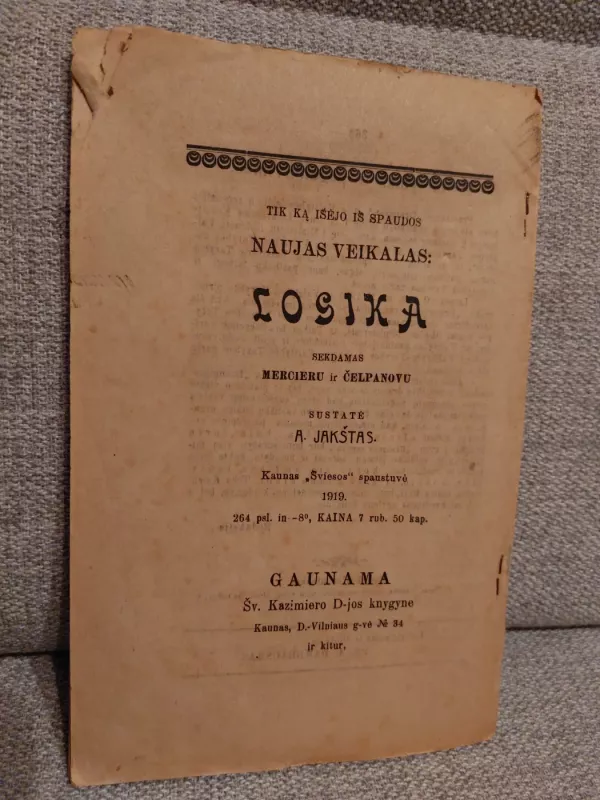 TIK KĄ IŠĖJO IŠ SPAUDOS
NAUJAS VEIKALAS:
LOGIKA
SEKDAMAS
MERCIERU ir ČELPANOVU
SUSTATĖ
A. JAKŠTAS.
Kaunas „Šviesos“ spaustuvė
1919.
264 psl. in -8⁰, KAINA 7 rub. 50 kap.
GAUNAMA
Šv. Kazimiero D-jos knygyne
Kaunas, D.-Vilniaus g-vė № 34
ir kitur,